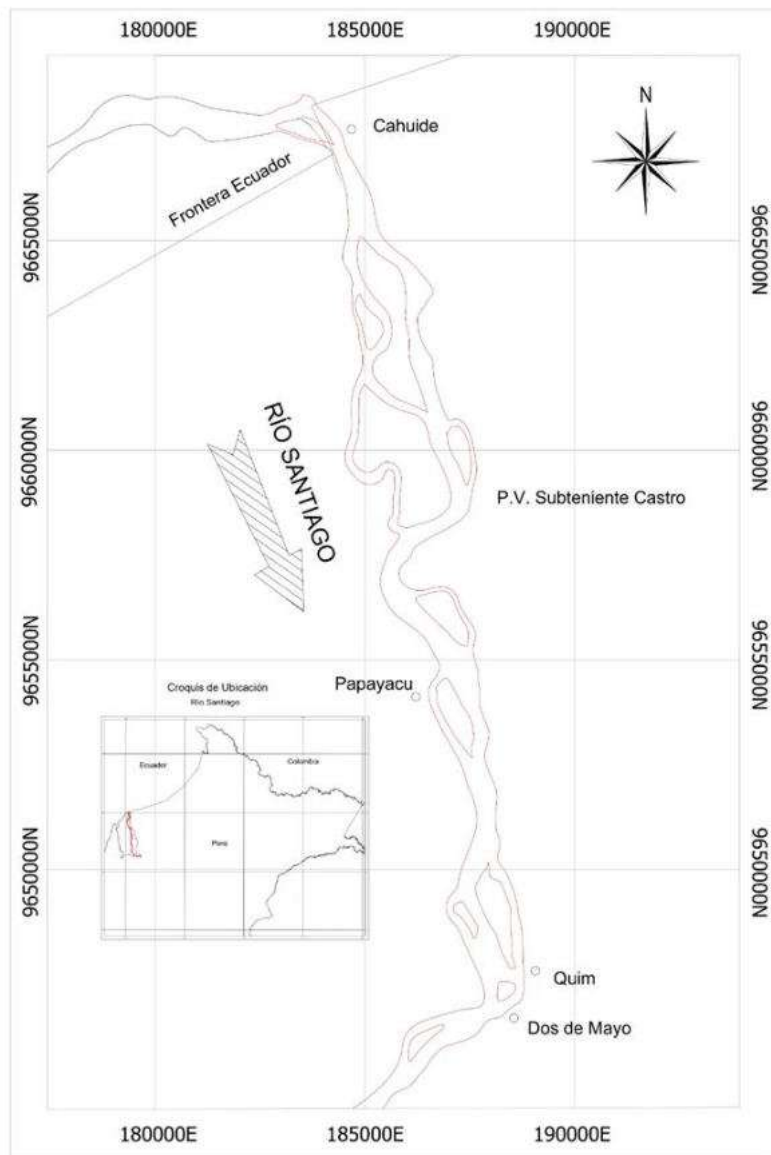 180000E 185000E 190000E
N
Cahuide
Frontera Ecuador
9665000N 9665000N
RÍO SANTIAGO
9660000N 9660000N
P.V. Subteniente Castro
9655000N 9655000N
Papayacu
Croquis de Ubicación
Río Santiago
Ecuador Columbia
Perú
9650000N 9650000N
Quim
Dos de Mayo
180000E 185000E 190000E